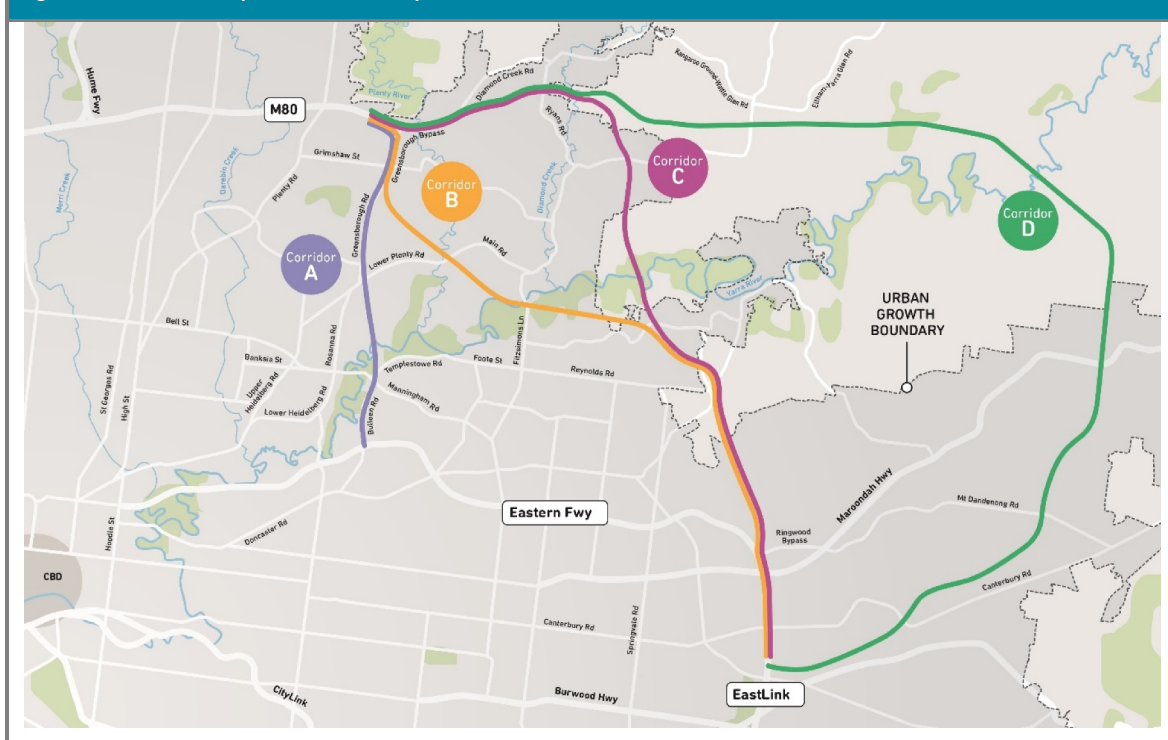 Hume Fwy
M80
Plenty River
Diamond Creek Rd
Kangaroo Ground-Wattle Glen Rd
Eltham-Yarra Glen Rd
Ryans Rd
Greensborough Bypass
Grimshaw St
Merri Creek
Darebin Creek
Plenty Rd
Corridor
B
Corridor
C
Diamond Creek
Greensborough Rd
Corridor
D
Corridor
A
Lower Plenty Rd
Main Rd
Yarra River
URBAN
GROWTH
BOUNDARY
Bell St
Banksia St
Rosanna Rd
Fitzsimons Ln
Templestowe Rd
Foote St
Reynolds Rd
St Georges Rd
High St
Upper
Heidelberg Rd
Lower Heidelberg Rd
Bulleen Rd
Manningham Rd
Eastern Fwy
Maroondah Hwy
Mt Dandenong Rd
Hoddle St
Doncaster Rd
Ringwood
Bypass
CBD
Canterbury Rd
Canterbury Rd
Springvale Rd
CityLink
Burwood Hwy
EastLink